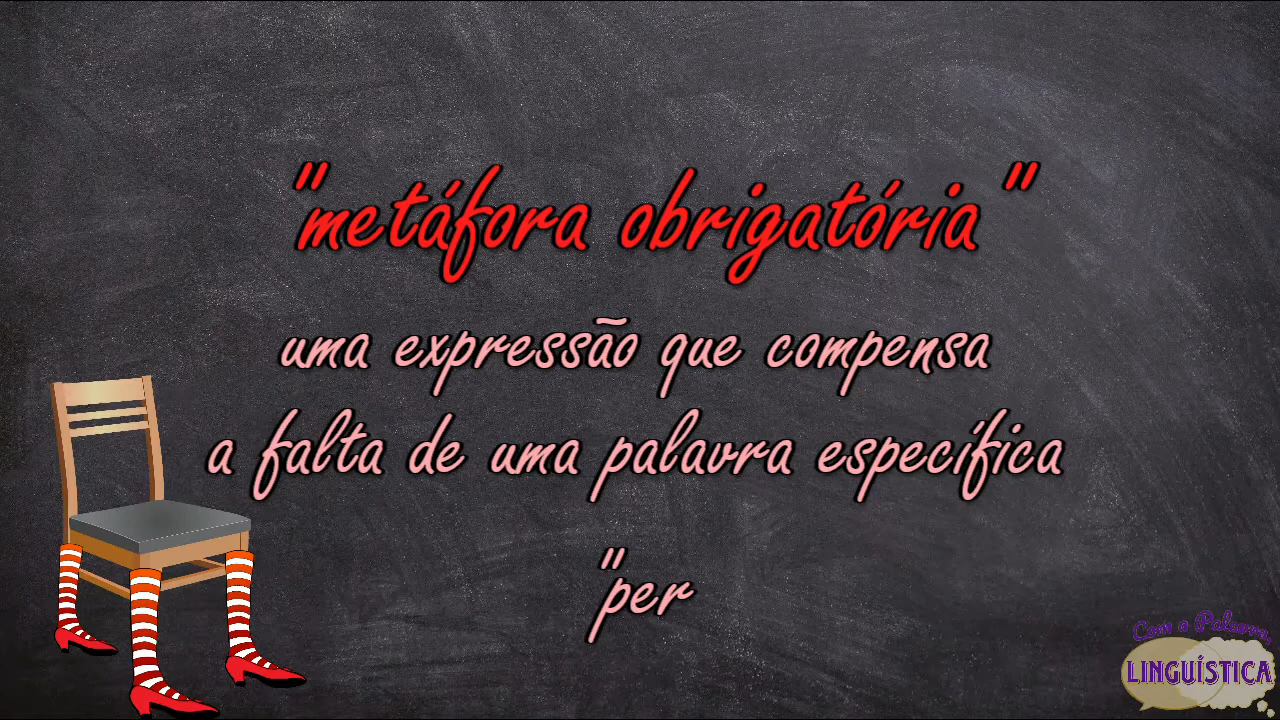 "metáfora obrigatória"
uma expressão que compensa
a falta de uma palavra específica
"per
Com a Palavra,
LINGUÍSTICA